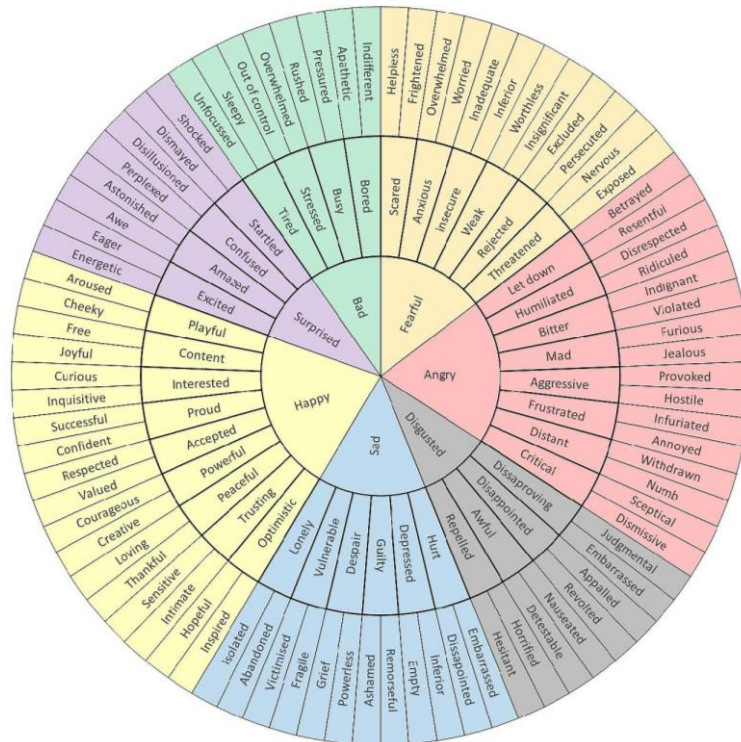 Bad
Fearful
Angry
Disgusted
Sad
Happy
Surprised
Tired
Stressed
Busy
Bored
Scared
Anxious
Insecure
Weak
Rejected
Threatened
Let down
Humiliated
Bitter
Mad
Aggressive
Frustrated
Distant
Critical
Dissaproving
Disappointed
Awful
Repelled
Hurt
Depressed
Guilty
Despair
Vulnerable
Lonely
Optimistic
Trusting
Peaceful
Powerful
Accepted
Proud
Interested
Content
Playful
Excited
Amazed
Confused
Startled
Unfocussed
Sleepy
Out of control
Overwhelmed
Rushed
Pressured
Apathetic
Indifferent
Helpless
Frightened
Overwhelmed
Worried
Inadequate
Inferior
Worthless
Insignificant
Excluded
Persecuted
Nervous
Exposed
Betrayed
Resentful
Disrespected
Ridiculed
Indignant
Violated
Furious
Jealous
Provoked
Hostile
Infuriated
Annoyed
Withdrawn
Numb
Sceptical
Dismissive
Judgmental
Embarrassed
Appalled
Revolted
Nauseated
Detestable
Horrified
Hesitant
Embarrassed
Dissapointed
Inferior
Empty
Remorseful
Ashamed
Powerless
Grief
Fragile
Victimised
Abandoned
Isolated
Inspired
Hopeful
Intimate
Sensitive
Thankful
Loving
Creative
Courageous
Valued
Respected
Confident
Successful
Inquisitive
Curious
Joyful
Free
Cheeky
Aroused
Energetic
Eager
Awe
Astonished
Perplexed
Disillusioned
Dismayed
Shocked